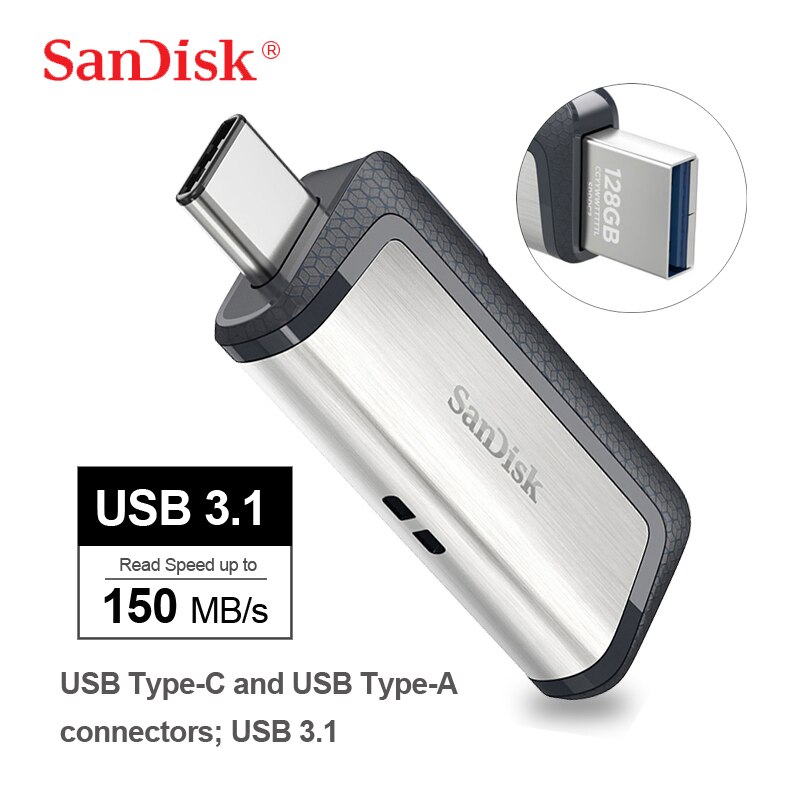 SanDisk®
128GB
SanDisk
USB 3.1
Read Speed up to
150 MB/s
USB Type-C and USB Type-A
connectors; USB 3.1